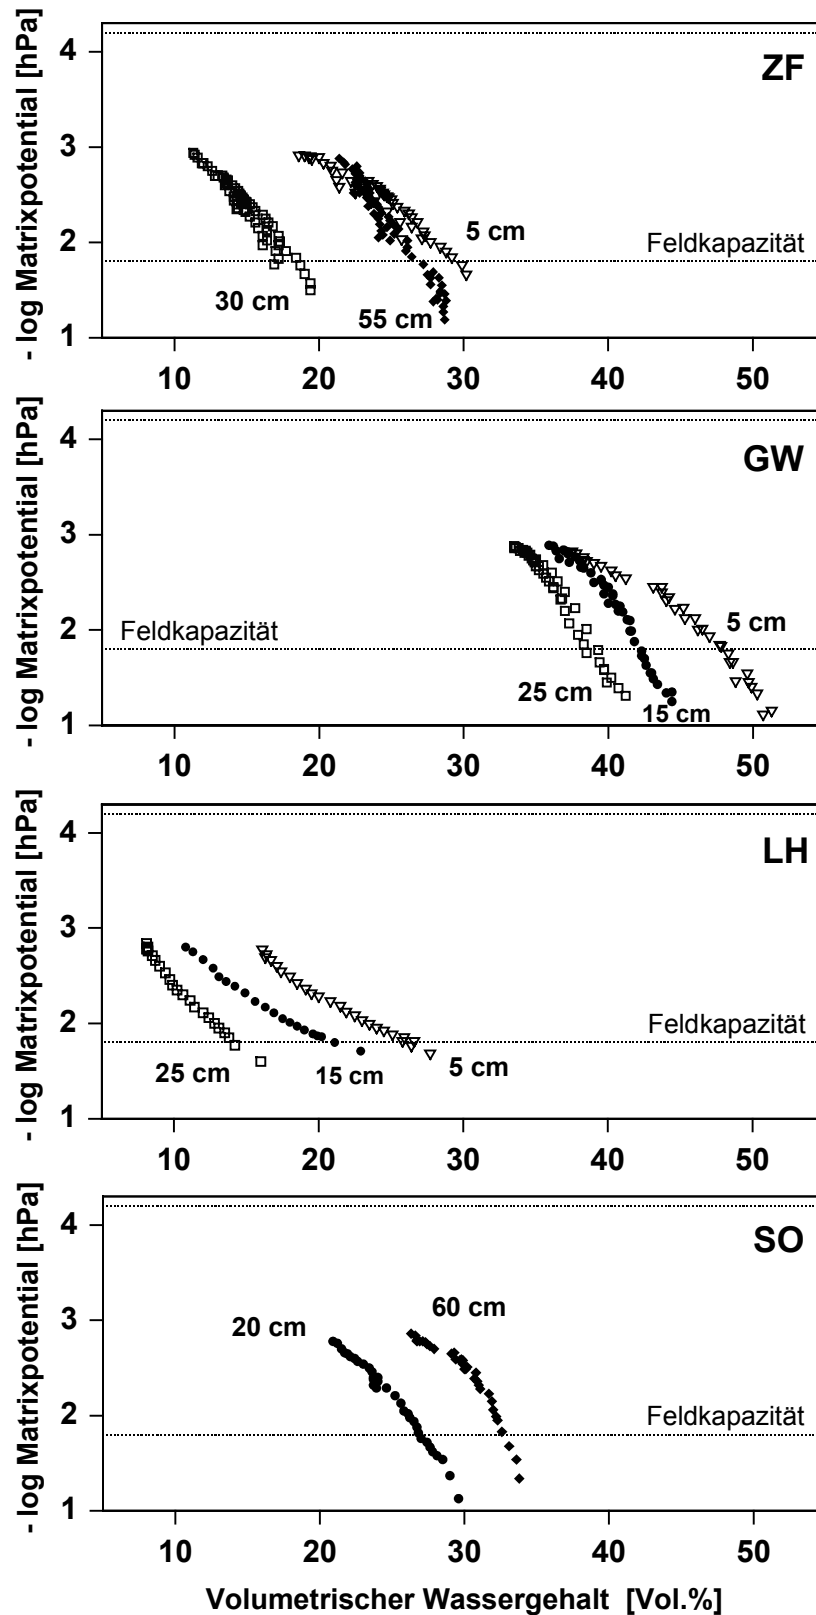 - log Matrixpotential [hPa]
4
3
2
1
ZF
5 cm
Feldkapazität
30 cm
55 cm
10 20 30 40 50
- log Matrixpotential [hPa]
4
3
2
1
GW
Feldkapazität
5 cm
25 cm
15 cm
10 20 30 40 50
- log Matrixpotential [hPa]
4
3
2
1
LH
Feldkapazität
25 cm
15 cm
5 cm
10 20 30 40 50
- log Matrixpotential [hPa]
4
3
2
1
SO
60 cm
20 cm
Feldkapazität
10 20 30 40 50
Volumetrischer Wassergehalt [Vol.%]